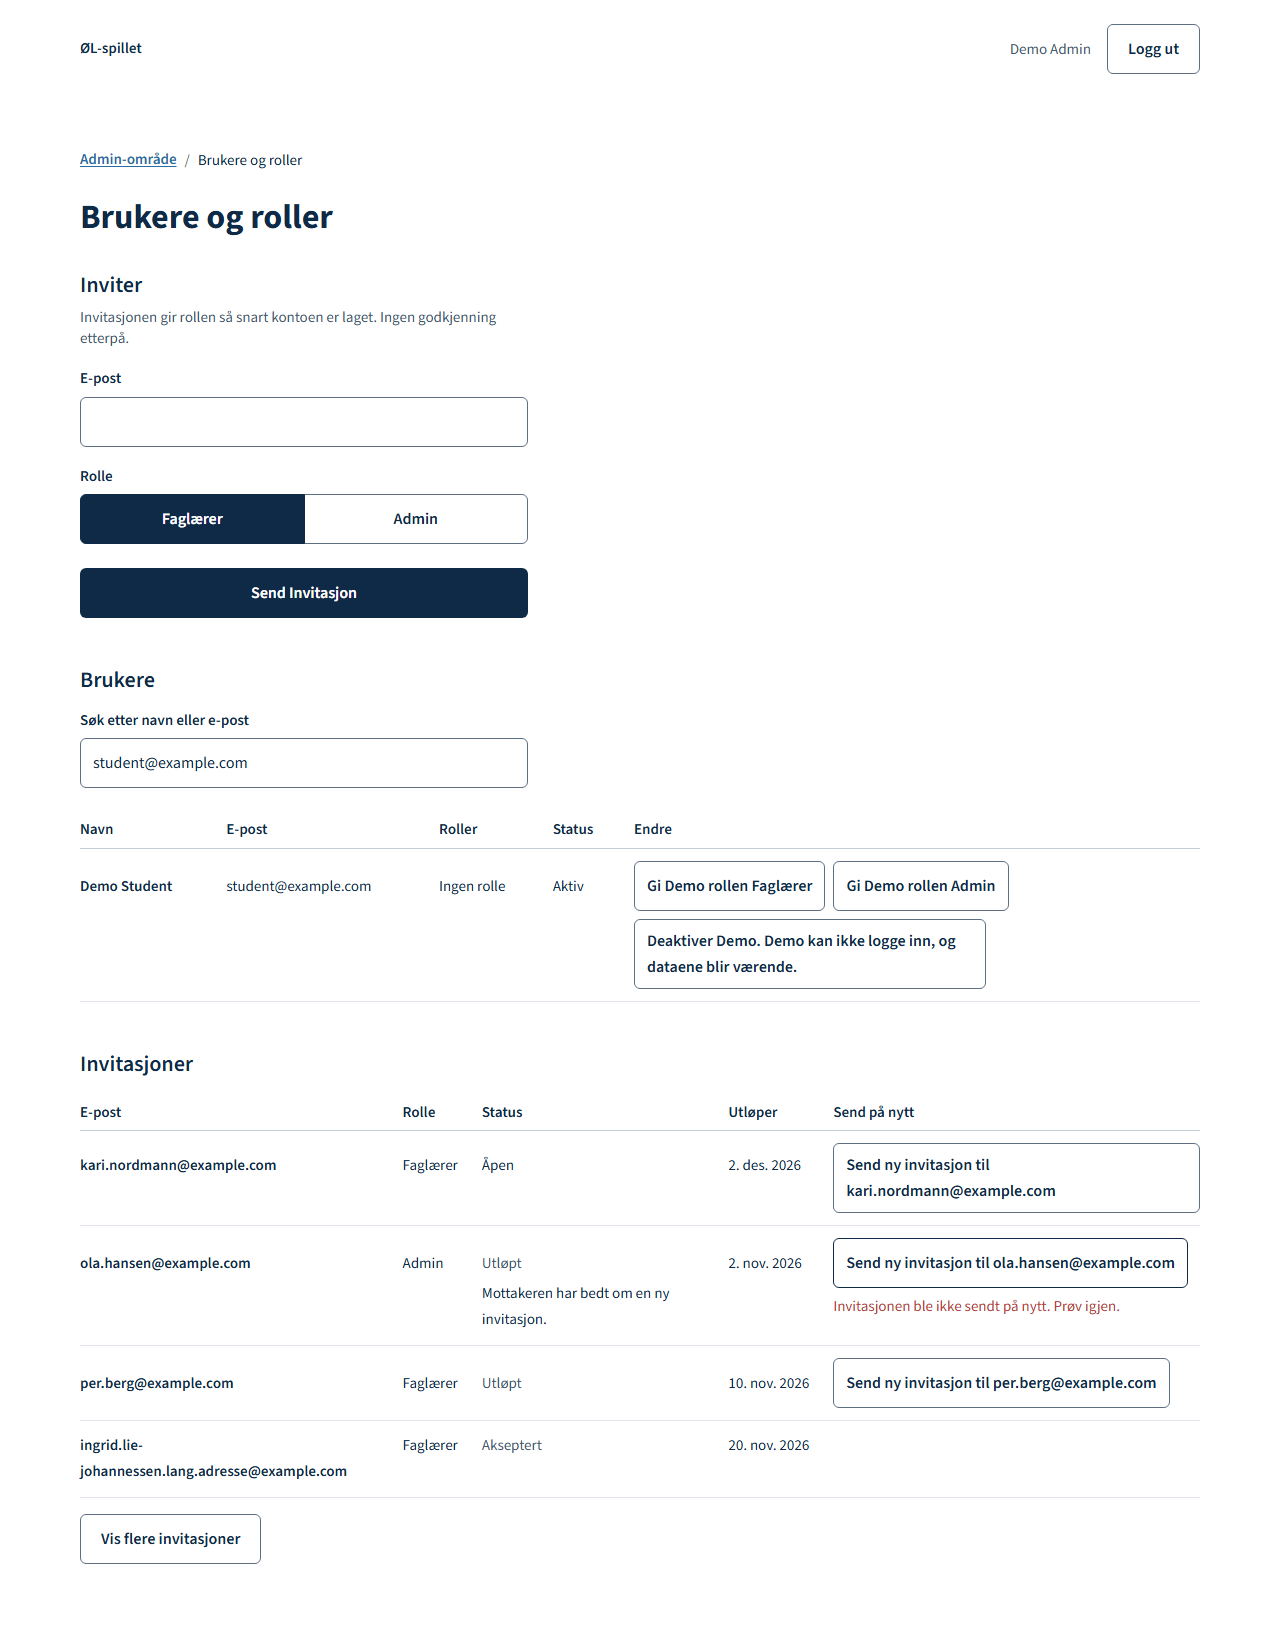 ØL-spillet
Demo Admin
Logg ut
Admin-område / Brukere og roller
Brukere og roller
Inviter
Invitasjonen gir rollen så snart kontoen er laget. Ingen godkjenning
etterpå.
E-post
Rolle
Faglærer
Admin
Send Invitasjon
Brukere
Søk etter navn eller e-post
student@example.com
Navn E-post Roller Status Endre
Demo Student student@example.com Ingen rolle Aktiv Gi Demo rollen Faglærer Gi Demo rollen Admin
Deaktiver Demo. Demo kan ikke logge inn, og
dataene blir værende.
Invitasjoner
E-post Rolle Status Utløper Send på nytt
kari.nordmann@example.com Faglærer Åpen 2. des. 2026 Send ny invitasjon til
kari.nordmann@example.com
ola.hansen@example.com Admin Utløpt 2. nov. 2026 Send ny invitasjon til ola.hansen@example.com
Mottakeren har bedt om en ny
invitasjon.
Invitasjonen ble ikke sendt på nytt. Prøv igjen.
per.berg@example.com Faglærer Utløpt 10. nov. 2026 Send ny invitasjon til per.berg@example.com
ingrid.lie-
johannessen.lang.adresse@example.com
Faglærer Akseptert 20. nov. 2026
Vis flere invitasjoner